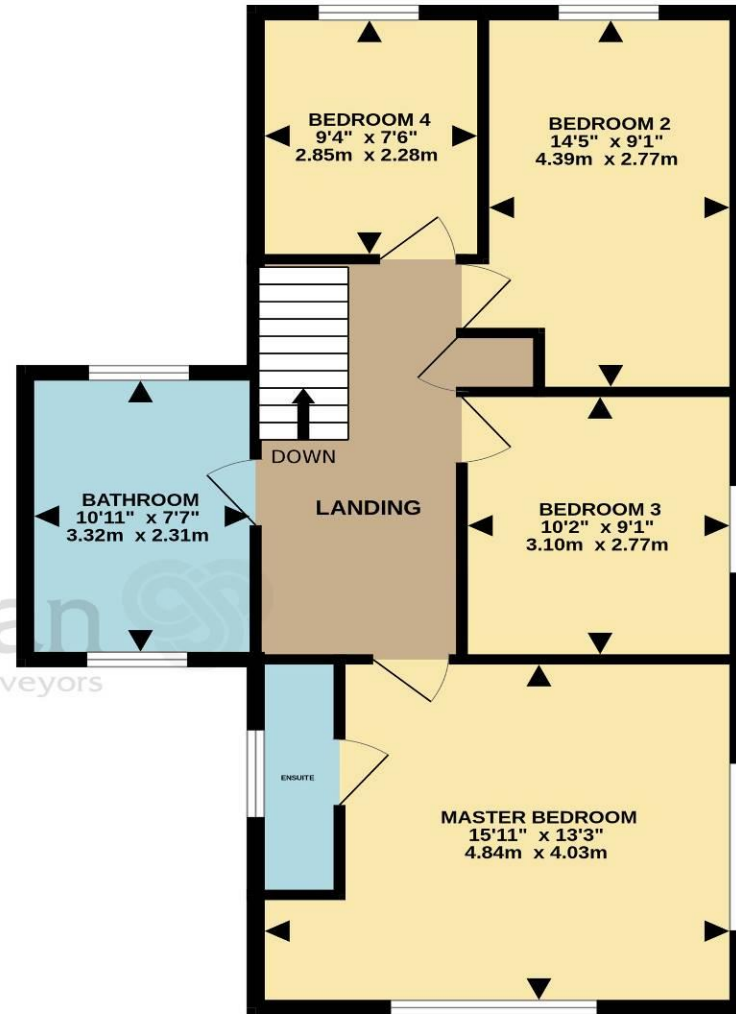 BEDROOM 4
9'4" x 7'6"
2.85m x 2.28m
BEDROOM 2
14'5" x 9'1"
4.39m x 2.77m
DOWN
LANDING
BATHROOM
10'11" x 7'7"
3.32m x 2.31m
BEDROOM 3
10'2" x 9'1"
3.10m x 2.77m
an
veyors
ENSUITE
MASTER BEDROOM
15'11" x 13'3"
4.84m x 4.03m